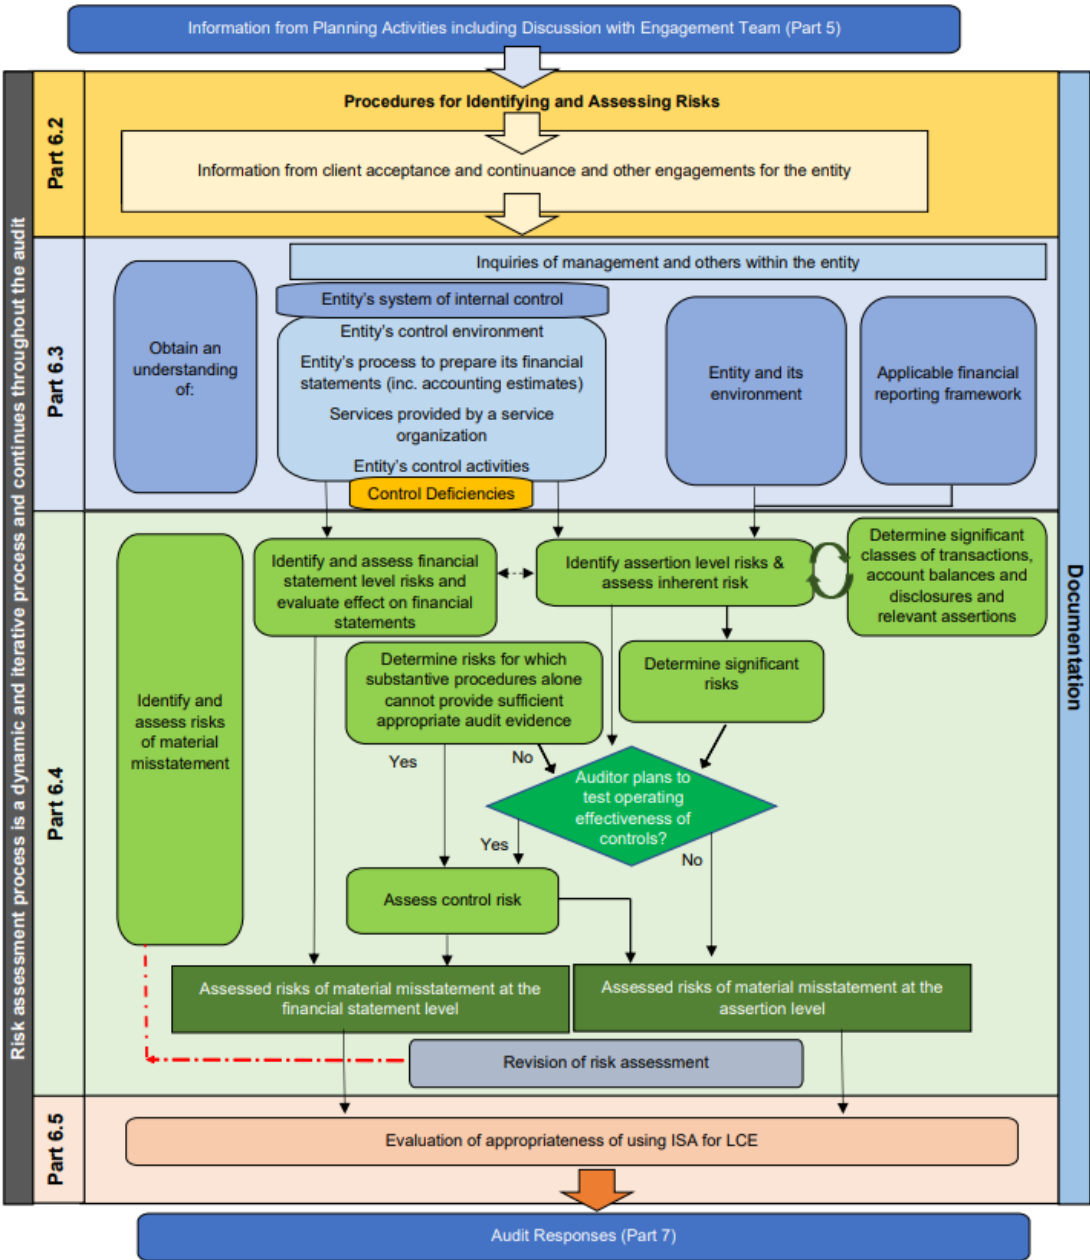 Information from Planning Activities including Discussion with Engagement Team (Part 5)
Risk assessment process is a dynamic and iterative process and continues throughout the audit
Documentation
Part 6.2
Procedures for Identifying and Assessing Risks
Information from client acceptance and continuance and other engagements for the entity
Part 6.3
Inquiries of management and others within the entity
Obtain an
understanding
of:
Entity's system of internal control
Entity's control environment
Entity's process to prepare its financial
statements (inc. accounting estimates)
Services provided by a service
organization
Entity's control activities
Control Deficiencies
Entity and its
environment
Applicable financial
reporting framework
Part 6.4
Identify and
assess risks
of material
misstatement
Identify and assess financial
statement level risks and
evaluate effect on financial
statements
Identify assertion level risks &
assess inherent risk
Determine significant
classes of transactions,
account balances and
disclosures and
relevant assertions
Determine risks for which
substantive procedures alone
cannot provide sufficient
appropriate audit evidence
Determine significant
risks
Yes
No
Auditor plans to
test operating
effectiveness of
controls?
Yes
No
Assess control risk
Assessed risks of material misstatement at the
financial statement level
Assessed risks of material misstatement at the
assertion level
Revision of risk assessment
Part 6.5
Evaluation of appropriateness of using ISA for LCE
Audit Responses (Part 7)